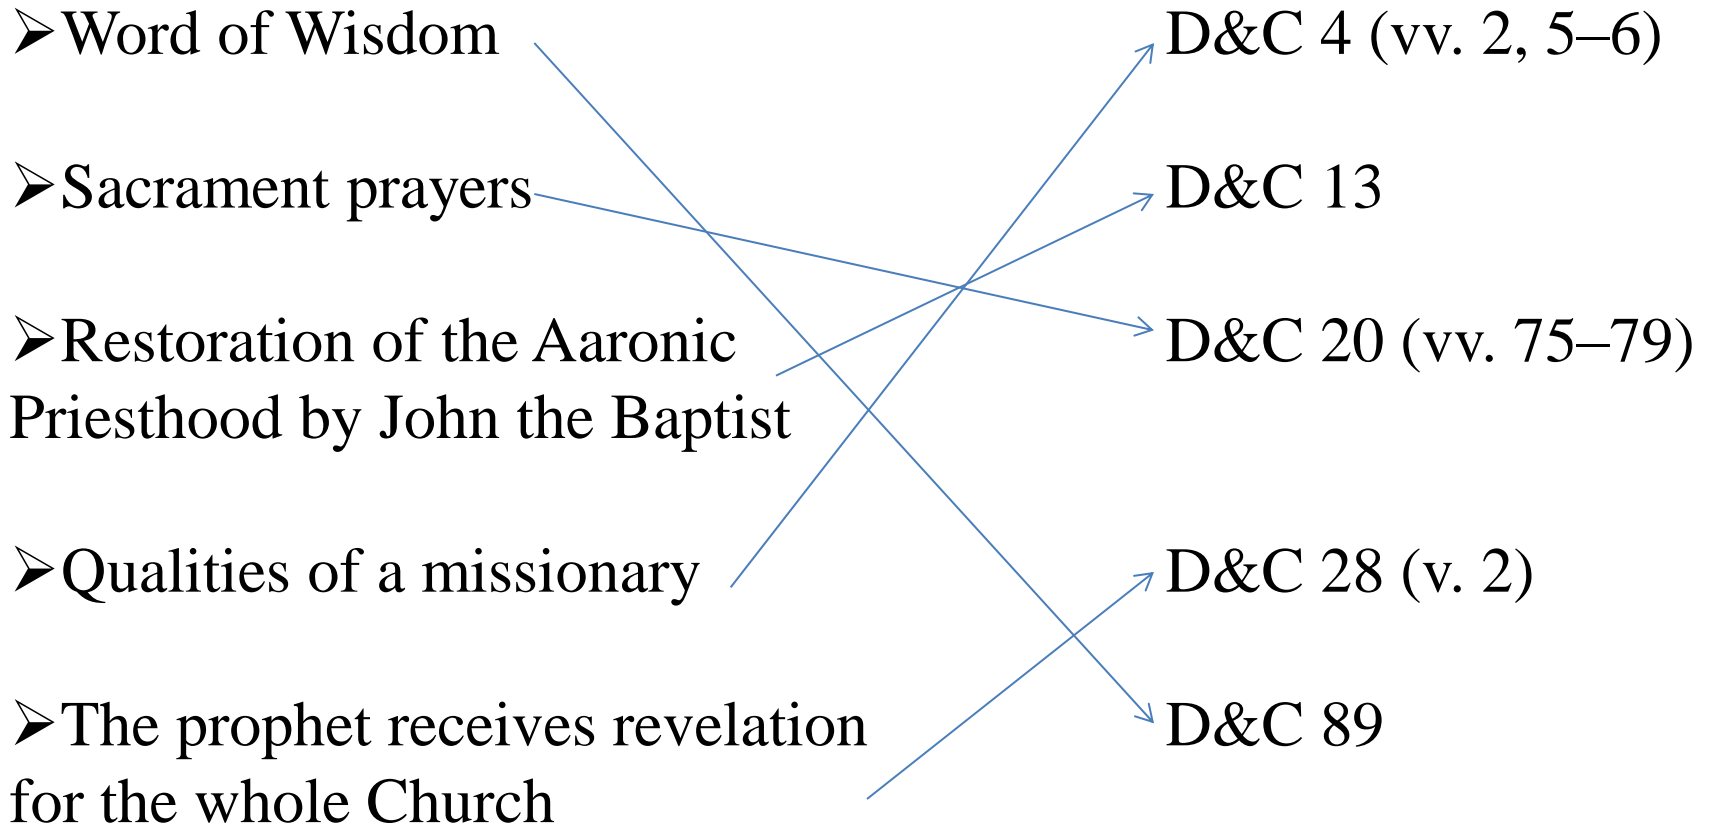 ➢Word of Wisdom
D&C 4 (vv. 2, 5–6)
➢Sacrament prayers
D&C 13
➢Restoration of the Aaronic
Priesthood by John the Baptist
D&C 20 (vv. 75–79)
➢Qualities of a missionary
D&C 28 (v. 2)
➢The prophet receives revelation
for the whole Church
D&C 89